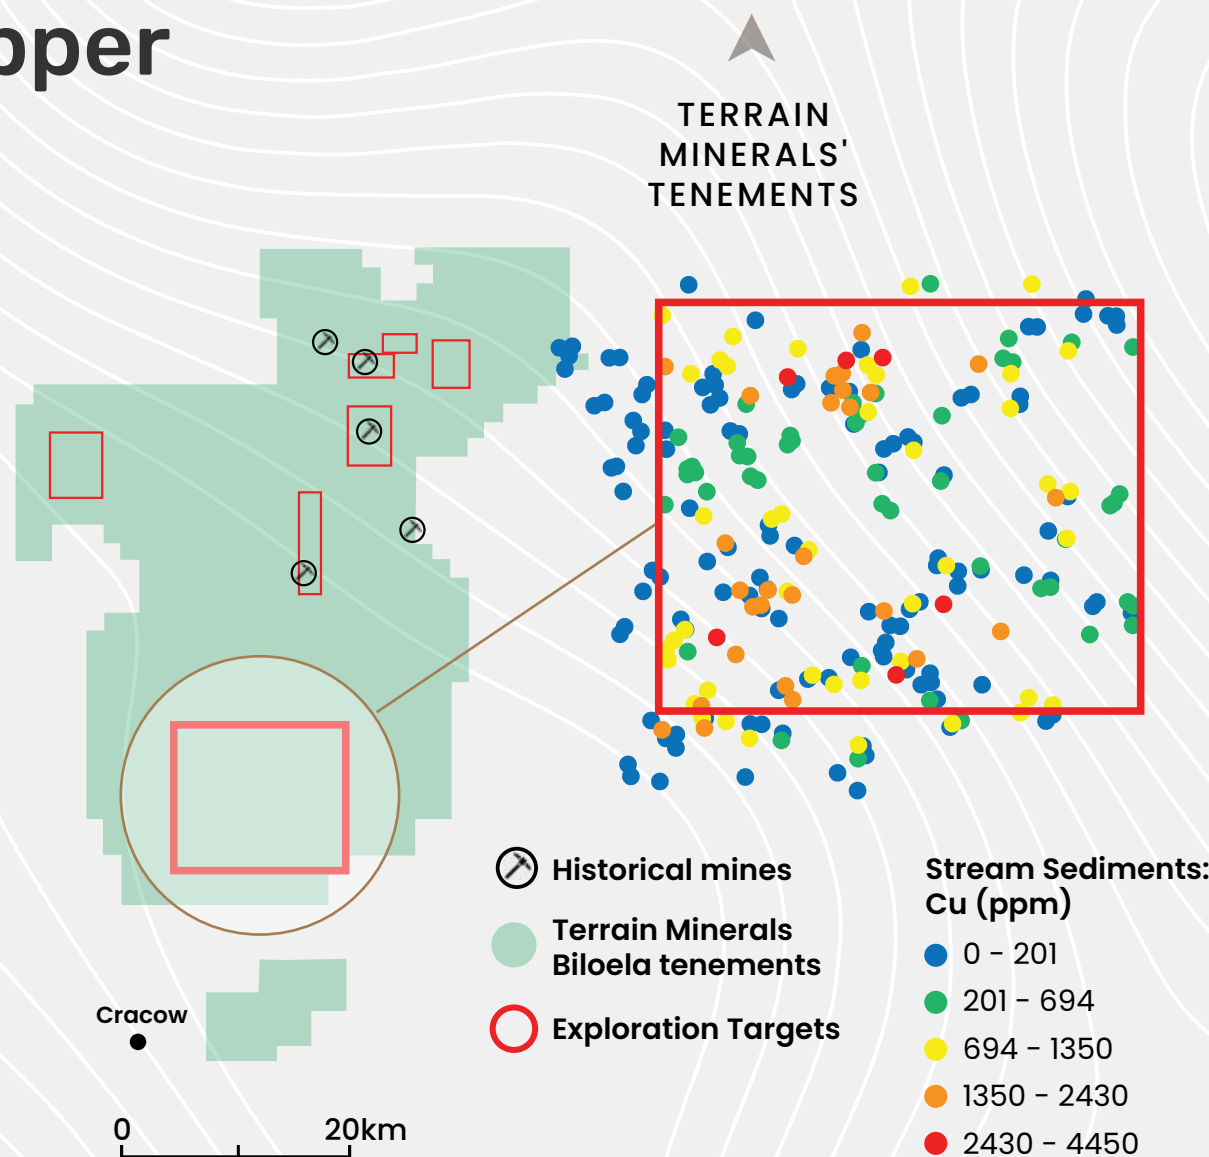 TERRAIN
MINERALS'
TENEMENTS
Historical mines
Terrain Minerals
Biloela tenements
Exploration Targets
Stream Sediments:
Cu (ppm)
0 - 201
201 - 694
694 - 1350
1350 - 2430
2430 - 4450
Cracow
0 20km